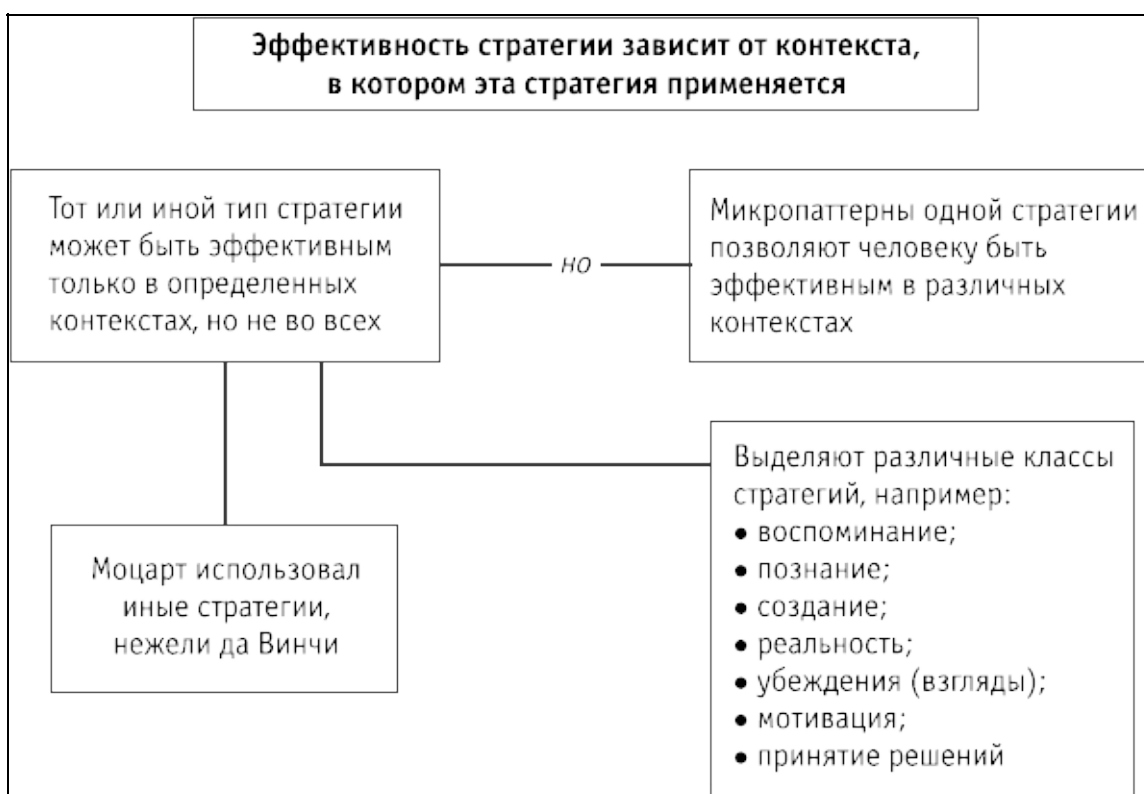 Эффективность стратегии зависит от контекста,
в котором эта стратегия применяется
Тот или иной тип стратегии
может быть эффективным
только в определенных
контекстах, но не во всех
но
Микропаттерны одной стратегии
позволяют человеку быть
эффективным в различных
контекстах
Моцарт использовал
иные стратегии,
нежели да Винчи
Выделяют различные классы
стратегий, например:
● воспоминание;
● познание;
● создание;
● реальность;
● убеждения (взгляды);
● мотивация;
● принятие решений